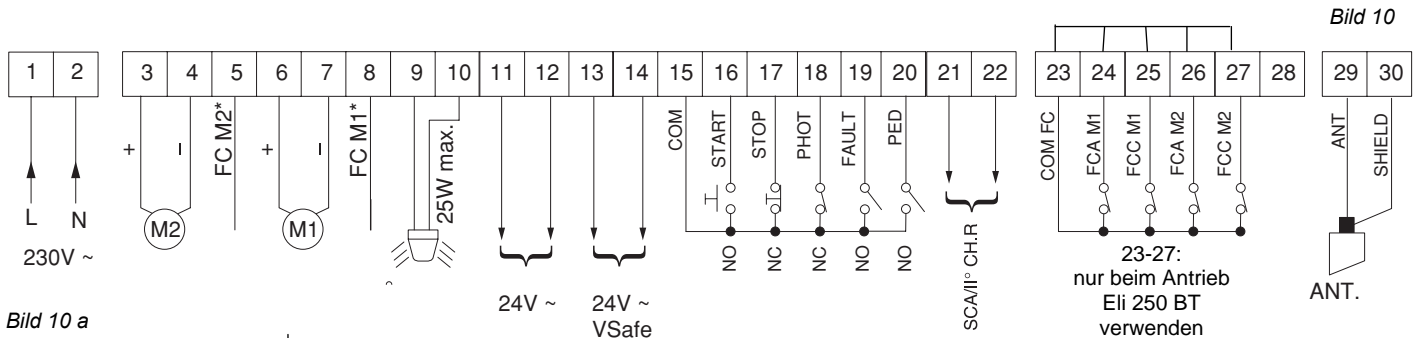 Bild 10
1 2 3 4 5 6 7 8 9 10 11 12 13 14 15 16 17 18 19 20 21 22 23 24 25 26 27 28 29 30
+ − FC M2* + − FC M1* 25W max. COM START STOP PHOT FAULT PED COM FC FCA M1 FCC M1 FCA M2 FCC M2 ANT SHIELD
L N M2 M1
230V ~
NO NC NC NO NO
SCA/II° CH.R
24V ~
24V ~
VSafe
23-27:
nur beim Antrieb
Eli 250 BT
verwenden
ANT.
Bild 10 a